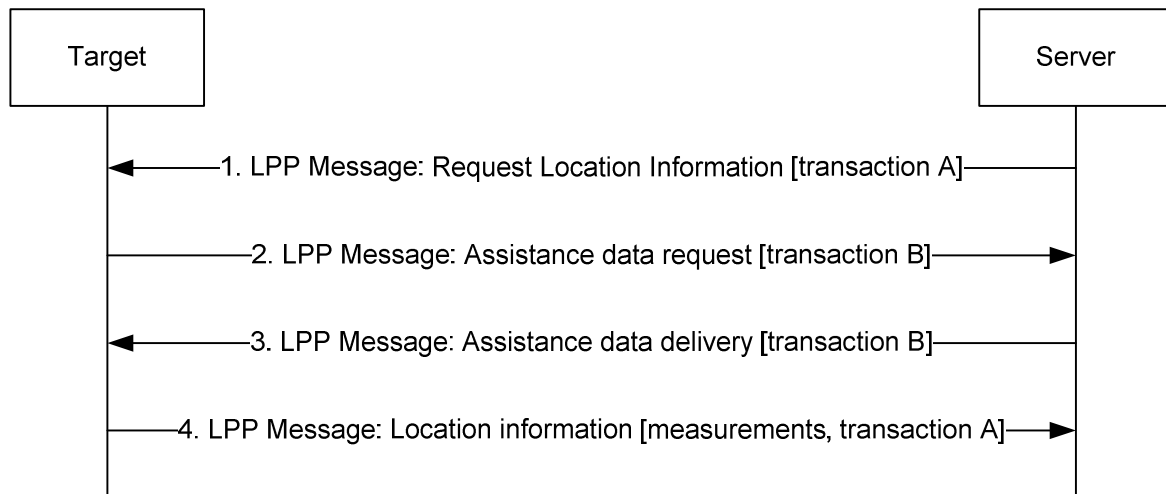 Target
Server
1. LPP Message: Request Location Information [transaction A]
2. LPP Message: Assistance data request [transaction B]
3. LPP Message: Assistance data delivery [transaction B]
4. LPP Message: Location information [measurements, transaction A]